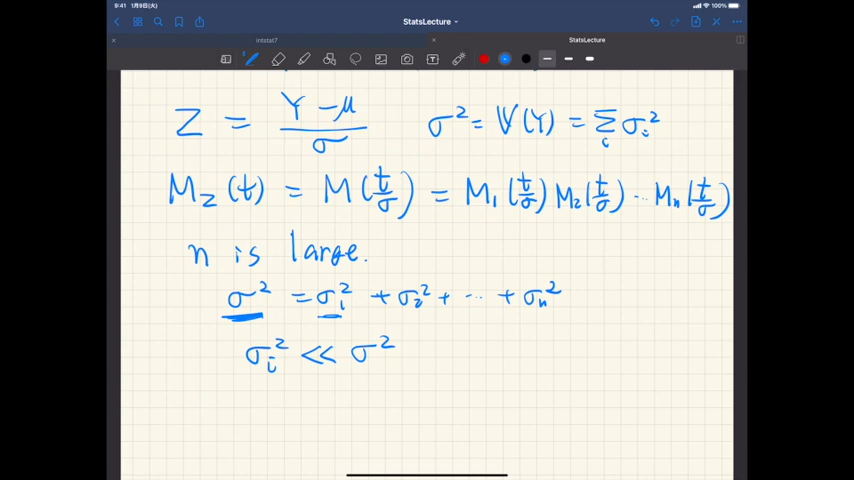 9:41 1月9日(火)
100%
StatsLecture
intstat7
StatsLecture
Z = (Y - μ)/σ   σ² = V(Y) = Σᵢ σᵢ²
M_Z(t) = M(t/σ) = M₁(t/σ) M₂(t/σ) ... Mₙ(t/σ)
n is large.
σ² = σ₁² + σ₂² + ... + σₙ²
σᵢ² << σ²